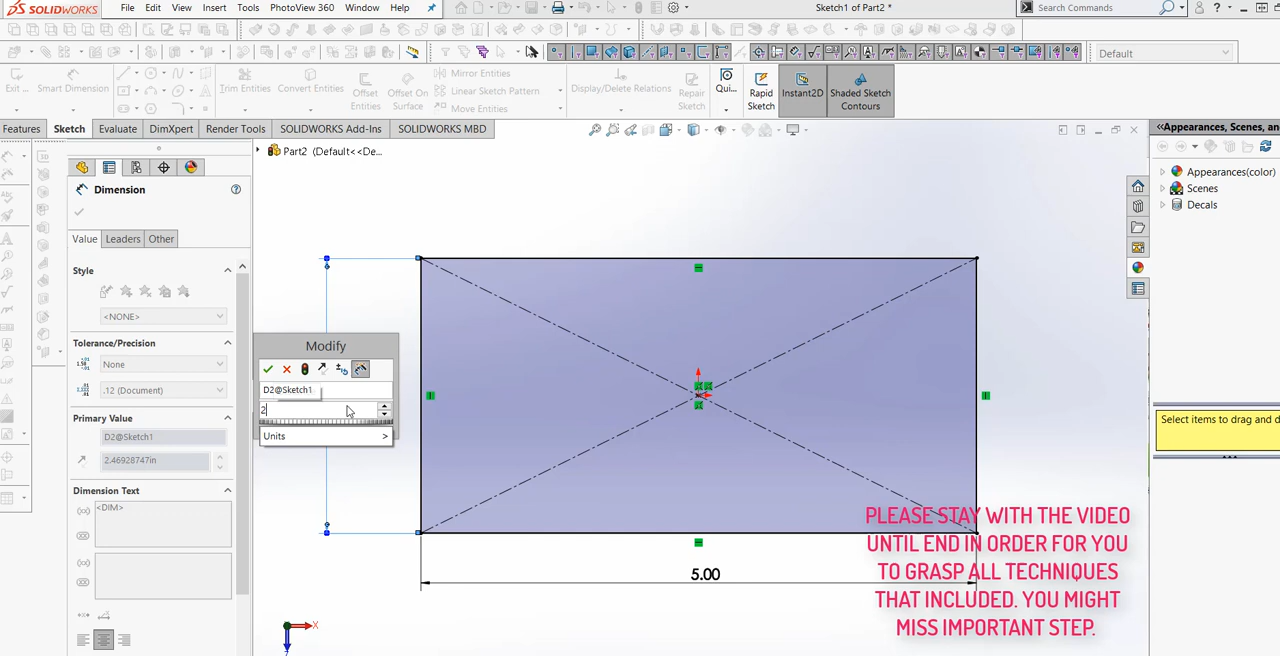 SOLIDWORKS File Edit View Insert Tools PhotoView 360 Window Help Sketch1 of Part2 * Search Commands
Default
Exit ... Smart Dimension Trim Entities Convert Entities Offset Entities Offset On Surface Mirror Entities Linear Sketch Pattern Move Entities Display/Delete Relations Repair Sketch Qui... Rapid Sketch Instant2D Shaded Sketch Contours
Features Sketch Evaluate DimXpert Render Tools SOLIDWORKS Add-Ins SOLIDWORKS MBD
<<Appearances, Scenes, an
Part2 (Default<<De...
Appearances(color)
Scenes
Decals
Dimension
Value Leaders Other
Style
<NONE>
Tolerance/Precision
None
.12 (Document)
Primary Value
D2@Sketch1
2.46928747in
Dimension Text
<DIM>
Modify
D2@Sketch1
2
Units
Select items to drag and d
5.00
X
PLEASE STAY WITH THE VIDEO
UNTIL END IN ORDER FOR YOU
TO GRASP ALL TECHNIQUES
THAT INCLUDED. YOU MIGHT
MISS IMPORTANT STEP.